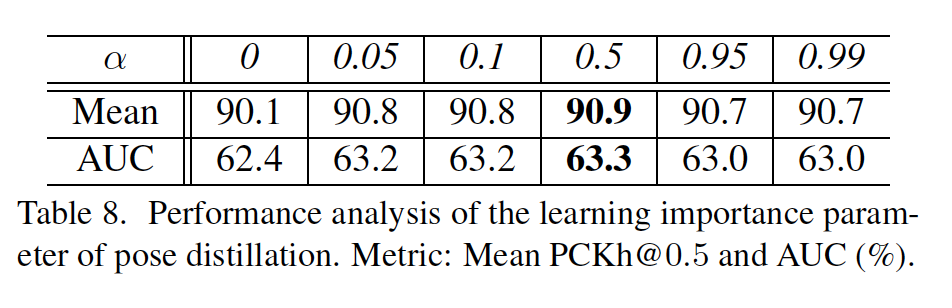 α 0 0.05 0.1 0.5 0.95 0.99
Mean 90.1 90.8 90.8 90.9 90.7 90.7
AUC 62.4 63.2 63.2 63.3 63.0 63.0
Table 8. Performance analysis of the learning importance param-
eter of pose distillation. Metric: Mean PCKh@0.5 and AUC (%).